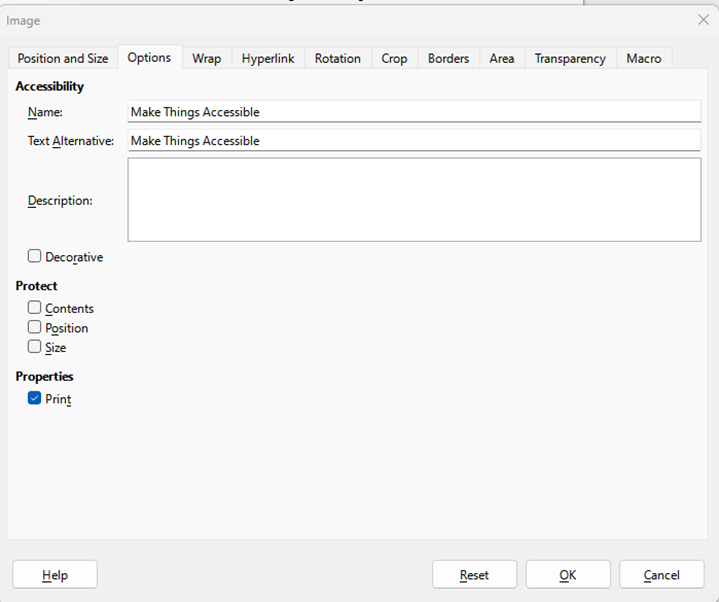 Image
Position and Size Options Wrap Hyperlink Rotation Crop Borders Area Transparency Macro
Accessibility
Name: Make Things Accessible
Text Alternative: Make Things Accessible
Description:
Decorative
Protect
Contents
Position
Size
Properties
Print
Help Reset OK Cancel